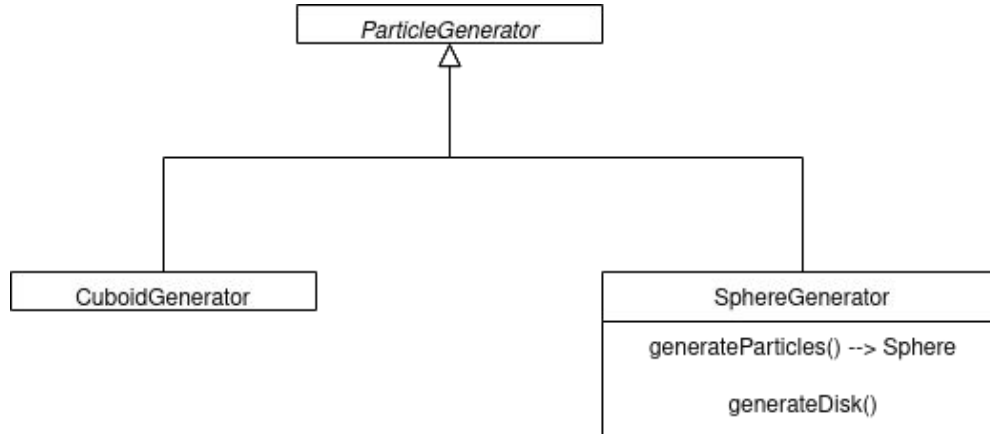 ParticleGenerator
CuboidGenerator
SphereGenerator
generateParticles() --> Sphere
generateDisk()